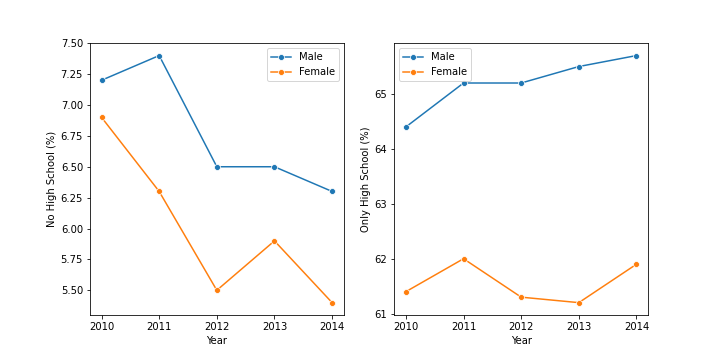 7.50
7.25
7.00
6.75
6.50
6.25
6.00
5.75
5.50
No High School (%)
2010 2011 2012 2013 2014
Year
Male
Female
65
64
63
62
61
Only High School (%)
2010 2011 2012 2013 2014
Year
Male
Female